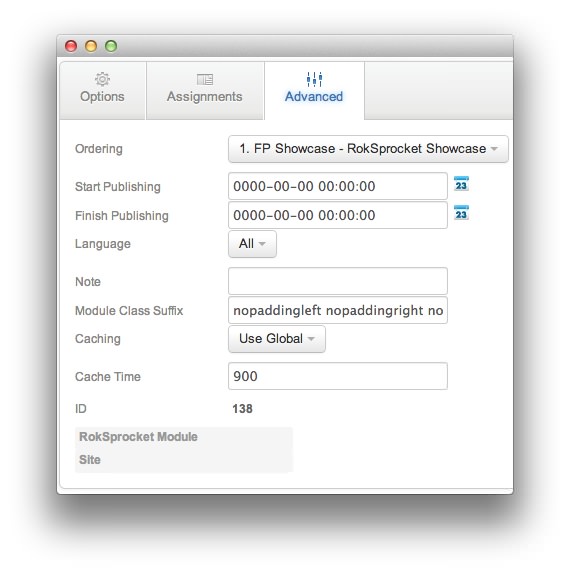 Options Assignments Advanced
Ordering 1. FP Showcase - RokSprocket Showcase
Start Publishing 0000-00-00 00:00:00 23
Finish Publishing 0000-00-00 00:00:00 23
Language All
Note
Module Class Suffix nopaddingleft nopaddingright no
Caching Use Global
Cache Time 900
ID 138
RokSprocket Module
Site